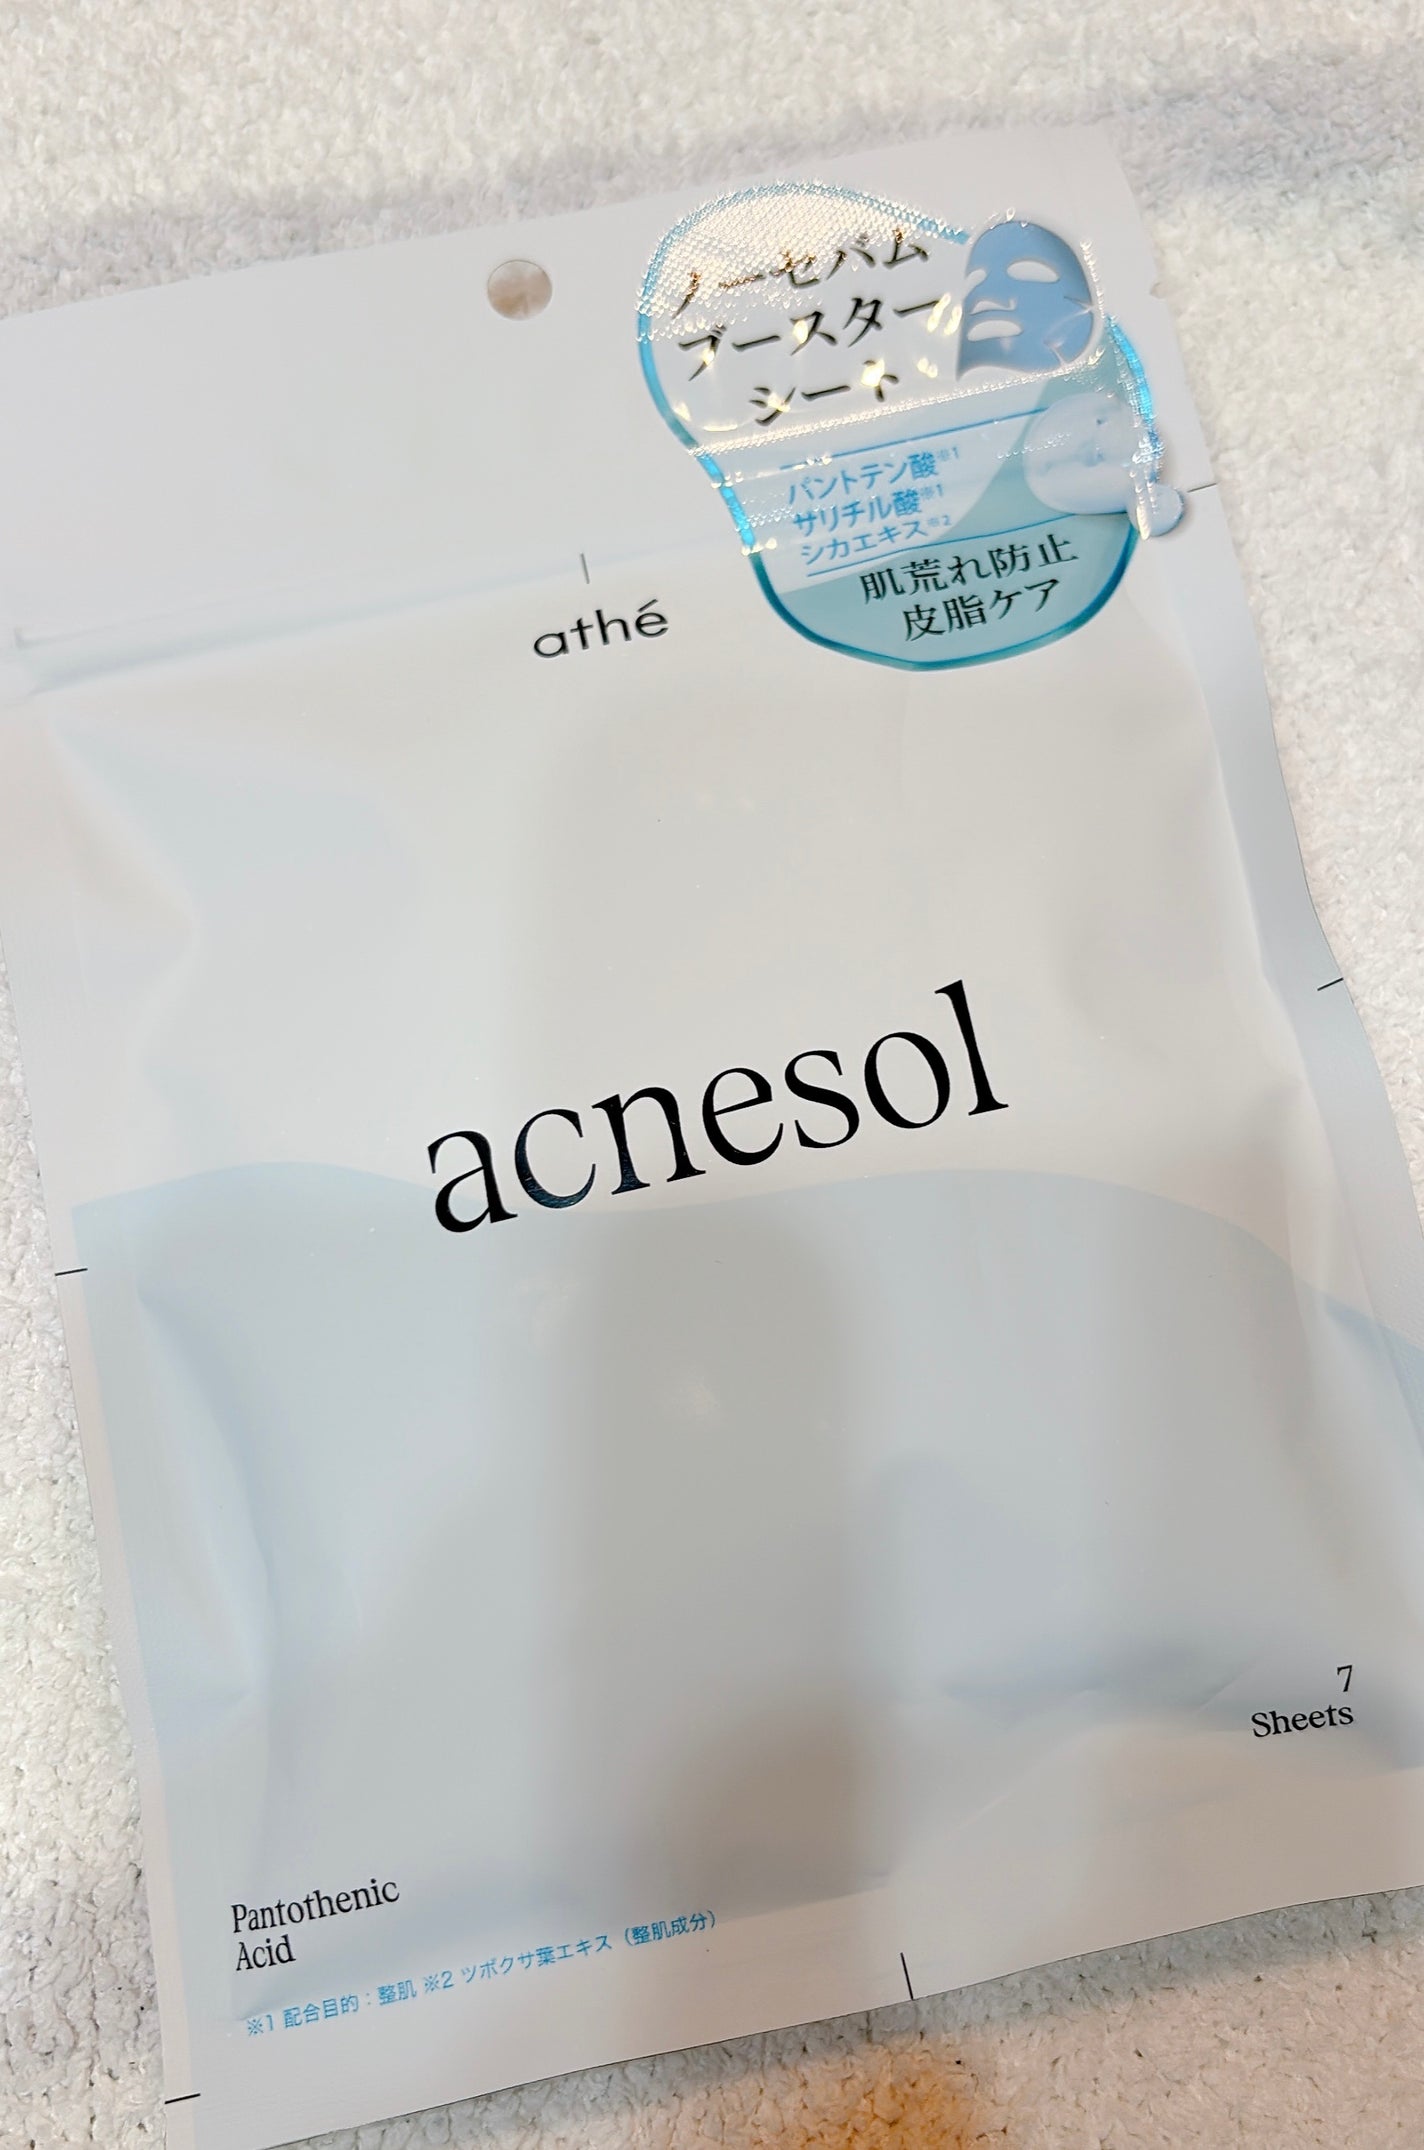 ノーセバム
ブースター
シート
パントテン酸※1
サリチル酸※1
シカエキス※2
肌荒れ防止
皮脂ケア
athé
acnesol
7
Sheets
Pantothenic
Acid
※1 配合目的：整肌 ※2 ツボクサ葉エキス（整肌成分）